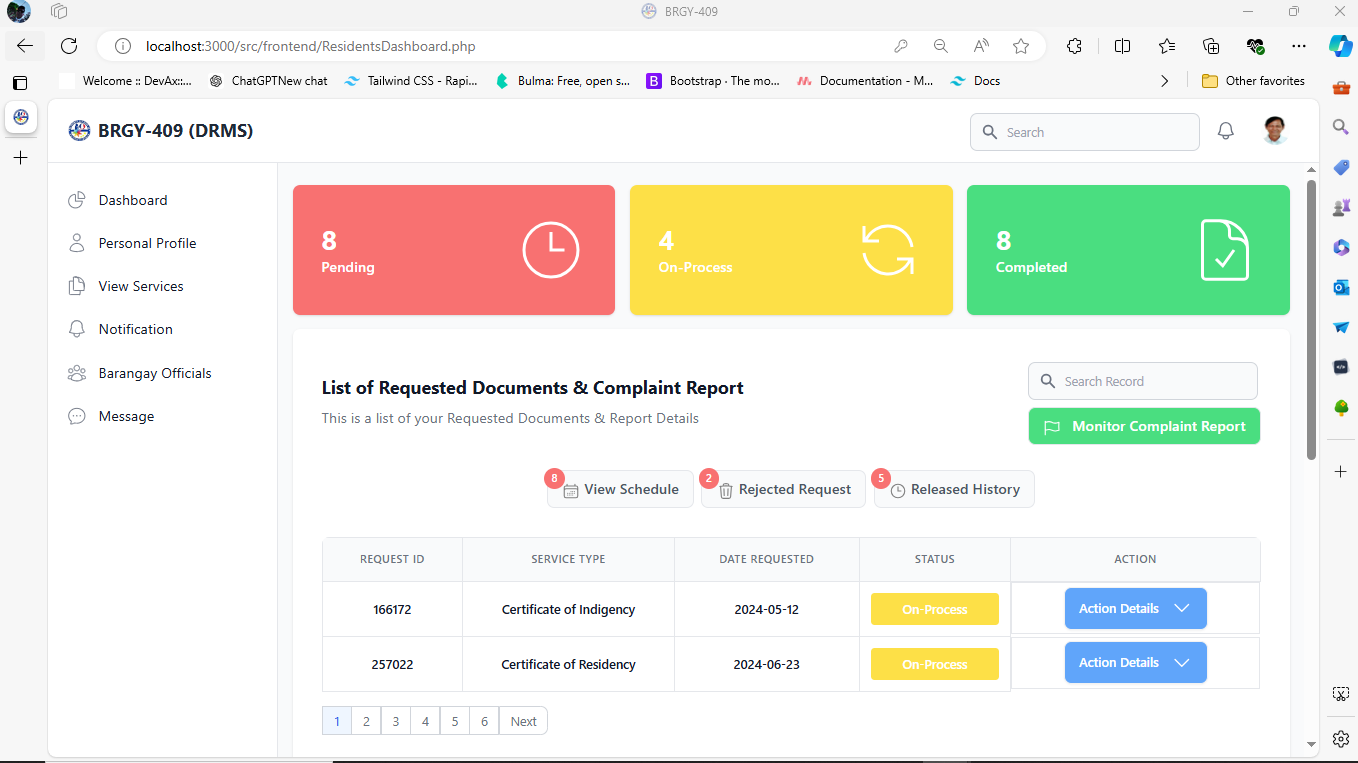 BRGY-409
localhost:3000/src/frontend/ResidentsDashboard.php
Welcome :: DevAx::...
ChatGPTNew chat
Tailwind CSS - Rapi...
Bulma: Free, open s...
B
Bootstrap · The mo...
Documentation - M...
Docs
Other favorites
BRGY-409 (DRMS)
Search
Dashboard
Personal Profile
View Services
Notification
Barangay Officials
Message
8
Pending
4
On-Process
8
Completed
List of Requested Documents & Complaint Report
This is a list of your Requested Documents & Report Details
Search Record
Monitor Complaint Report
8
View Schedule
2
Rejected Request
5
Released History
REQUEST ID SERVICE TYPE DATE REQUESTED STATUS ACTION
166172 Certificate of Indigency 2024-05-12 On-Process Action Details
257022 Certificate of Residency 2024-06-23 On-Process Action Details
1 2 3 4 5 6 Next